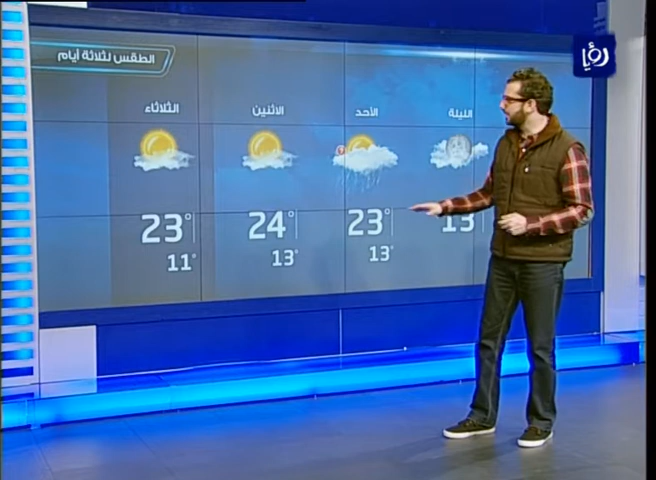 رؤيا
الطقس لثلاثة أيام
الليلة
الأحد
الاثنين
الثلاثاء
13
23°
24°
23°
13°
13°
11°